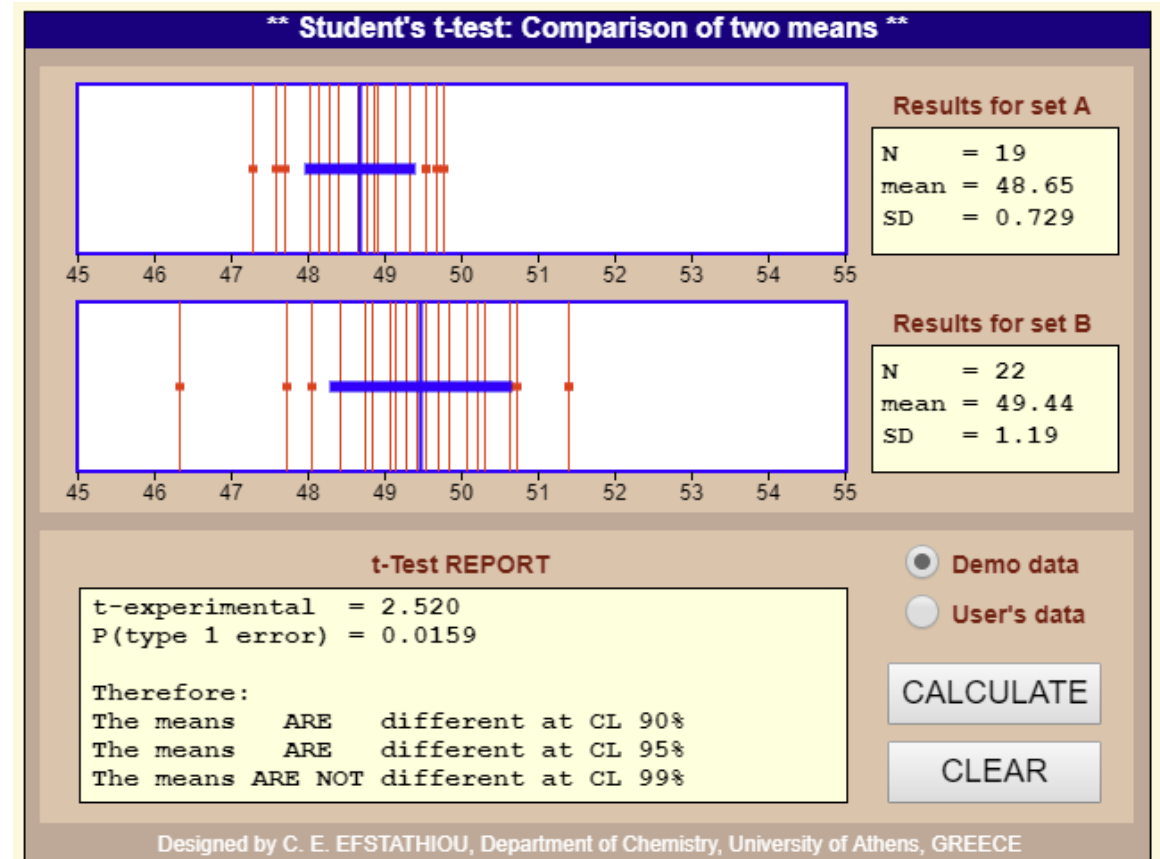 ** Student's t-test: Comparison of two means **
Results for set A
N = 19
mean = 48.65
SD = 0.729
45 46 47 48 49 50 51 52 53 54 55
Results for set B
N = 22
mean = 49.44
SD = 1.19
45 46 47 48 49 50 51 52 53 54 55
t-Test REPORT
t-experimental = 2.520
P(type 1 error) = 0.0159
Therefore:
The means ARE different at CL 90%
The means ARE different at CL 95%
The means ARE NOT different at CL 99%
Demo data
User's data
CALCULATE
CLEAR
Designed by C. E. EFSTATHIOU, Department of Chemistry, University of Athens, GREECE